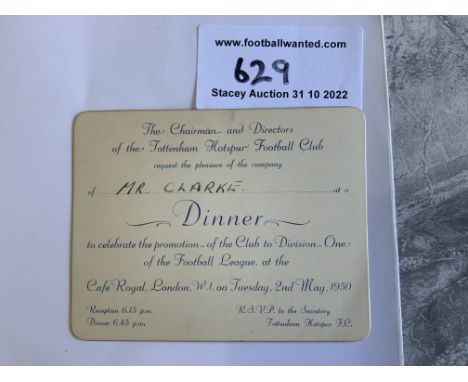 www.footballwanted.com
629
Stacey Auction 31 10 2022
The Chairman and Directors
of the Tottenham Hotspur Football Club
request the pleasure of the company
of MR. CLARKE. at a
Dinner
to celebrate the promotion of the Club to Division One
of the Football League, at the
Cafe Royal, London, W.1. on Tuesday, 2nd May, 1950
Reception 6.15 p.m. R.S.V.P. to the Secretary
Dinner 6.45 p.m. Tottenham Hotspur F.C.